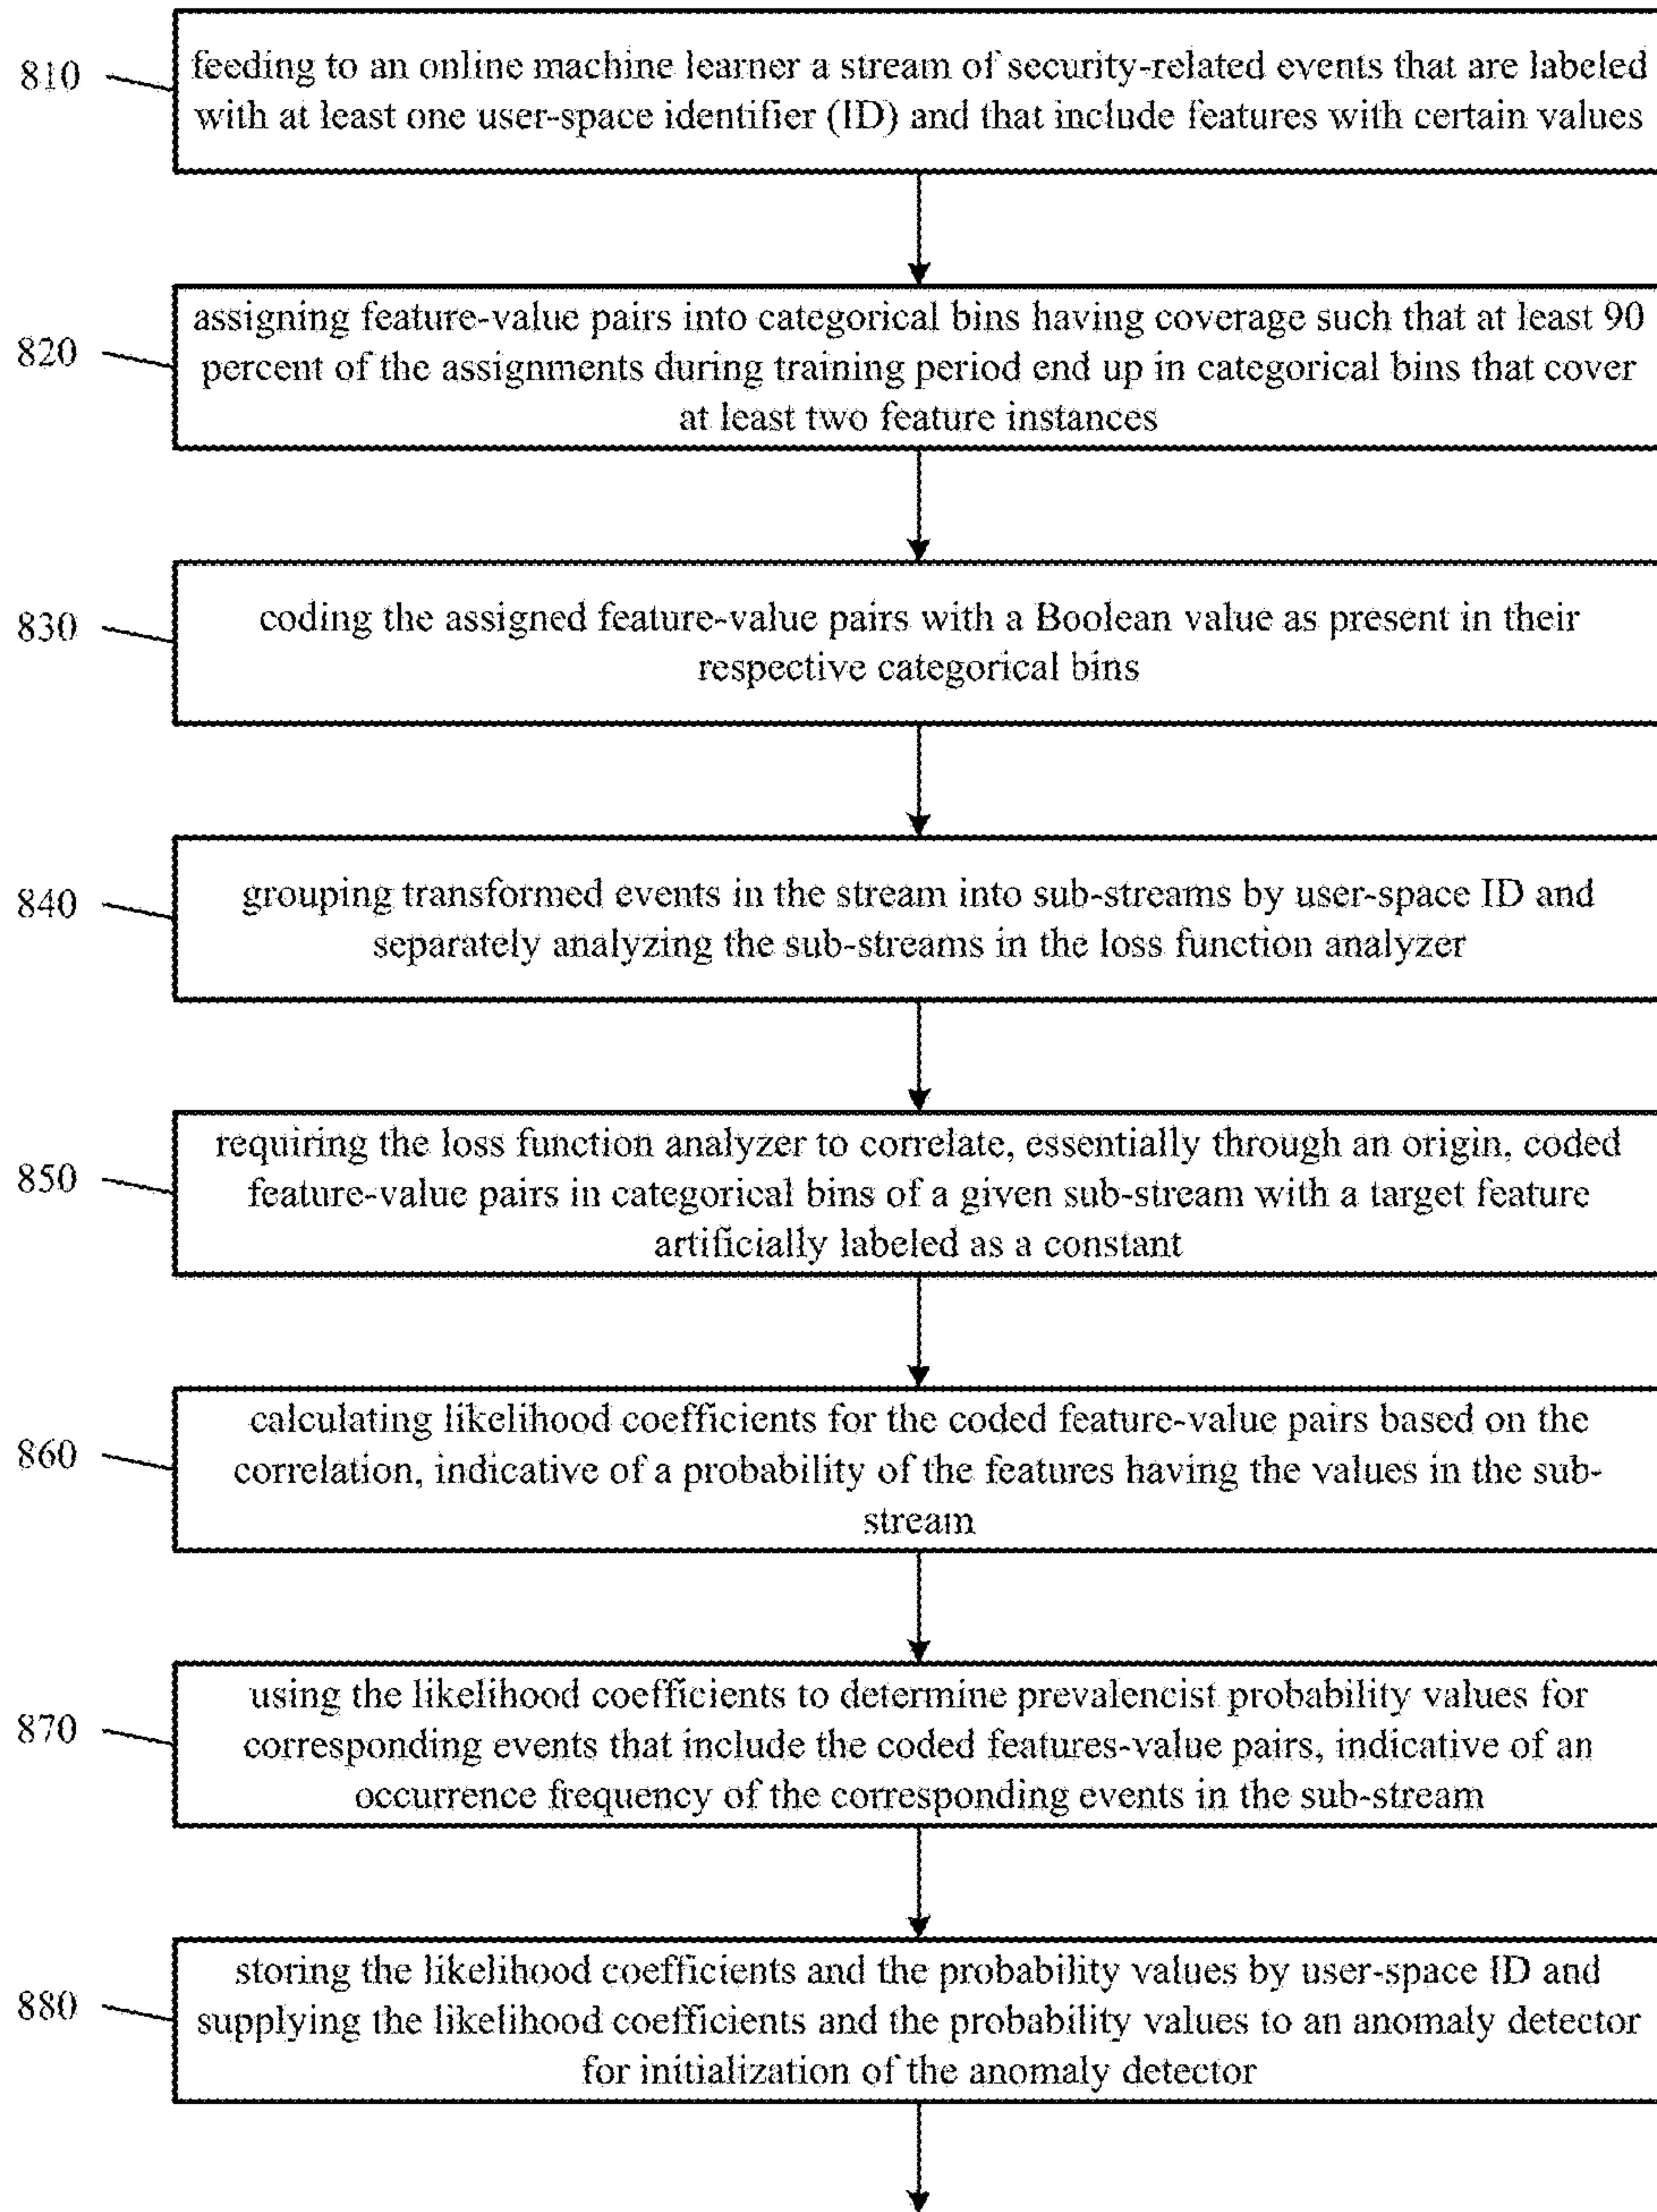 810
feeding to an online machine learner a stream of security-related events that are labeled
with at least one user-space identifier (ID) and that include features with certain values
820
assigning feature-value pairs into categorical bins having coverage such that at least 90
percent of the assignments during training period end up in categorical bins that cover
at least two feature instances
830
coding the assigned feature-value pairs with a Boolean value as present in their
respective categorical bins
840
grouping transformed events in the stream into sub-streams by user-space ID and
separately analyzing the sub-streams in the loss function analyzer
850
requiring the loss function analyzer to correlate, essentially through an origin, coded
feature-value pairs in categorical bins of a given sub-stream with a target feature
artificially labeled as a constant
860
calculating likelihood coefficients for the coded feature-value pairs based on the
correlation, indicative of a probability of the features having the values in the sub-
stream
870
using the likelihood coefficients to determine prevalencist probability values for
corresponding events that include the coded features-value pairs, indicative of an
occurrence frequency of the corresponding events in the sub-stream
880
storing the likelihood coefficients and the probability values by user-space ID and
supplying the likelihood coefficients and the probability values to an anomaly detector
for initialization of the anomaly detector